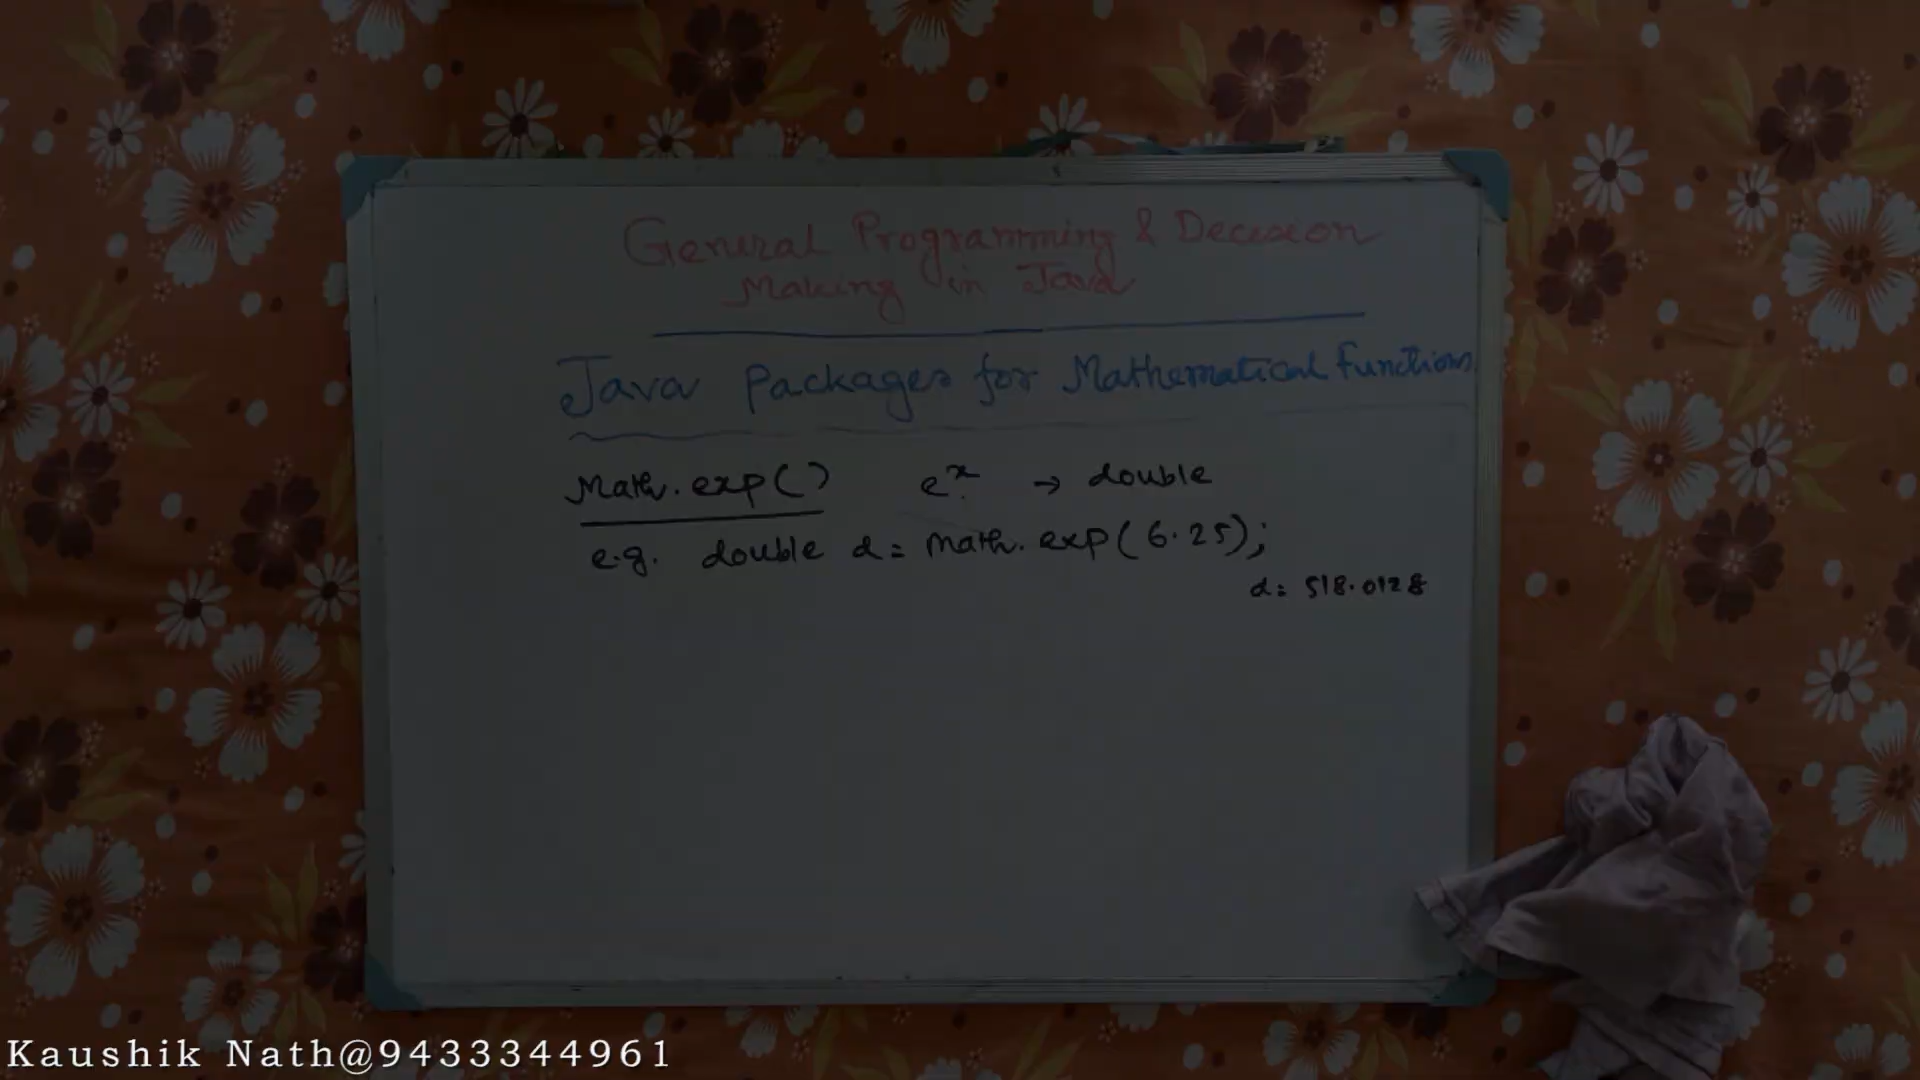 General Programming & Decision
Making in Java
Java Packages for Mathematical Functions.
Math.exp() e^x → double
e.g. double d = Math.exp(6.25);
d = 518.0128
Kaushik Nath@9433344961